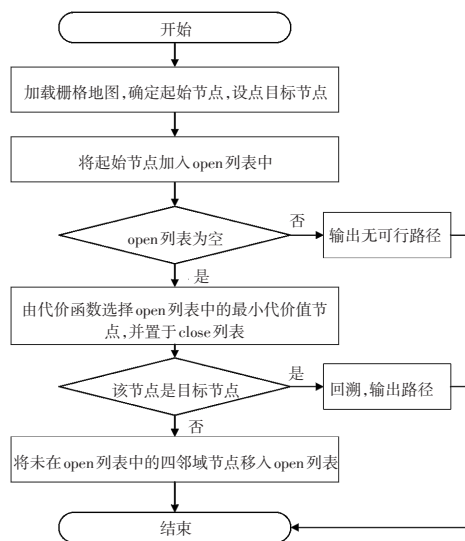 开始
加载栅格地图,确定起始节点,设点目标节点
将起始节点加入open列表中
open列表为空
否
输出无可行路径
是
由代价函数选择open列表中的最小代价值节
点,并置于close列表
该节点是目标节点
是
回溯,输出路径
否
将未在open列表中的四邻域节点移入open列表
结束